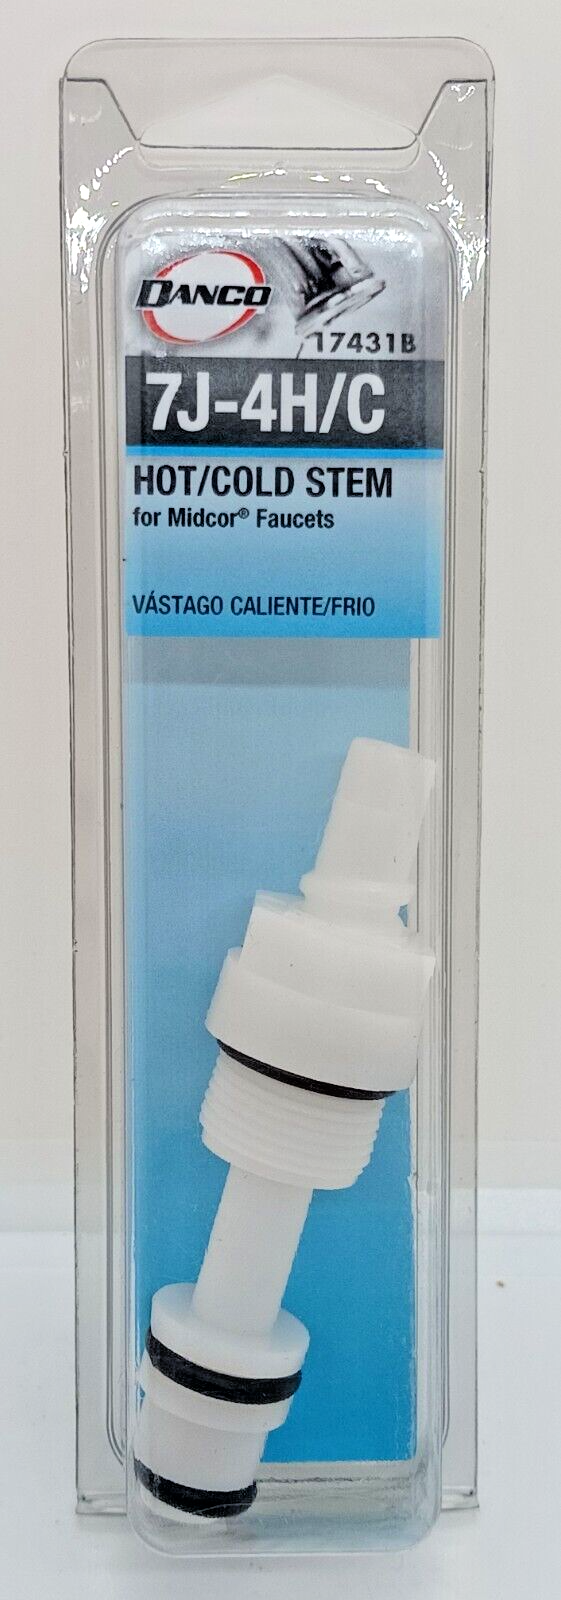 DANCO
17431B
7J-4H/C
HOT/COLD STEM
for Midcor® Faucets
VÁSTAGO CALIENTE/FRIO